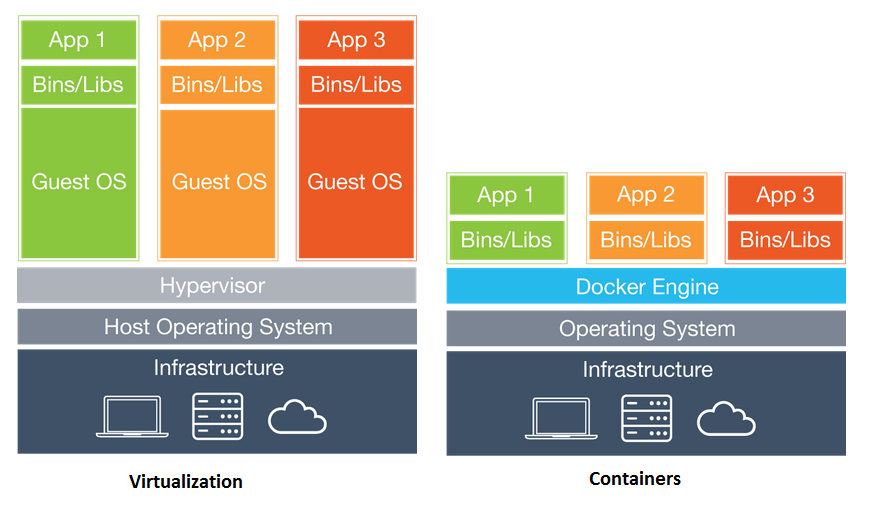 App 1
App 2
App 3
Bins/Libs
Bins/Libs
Bins/Libs
Guest OS
Guest OS
Guest OS
Hypervisor
Host Operating System
Infrastructure
Virtualization
App 1
App 2
App 3
Bins/Libs
Bins/Libs
Bins/Libs
Docker Engine
Operating System
Infrastructure
Containers